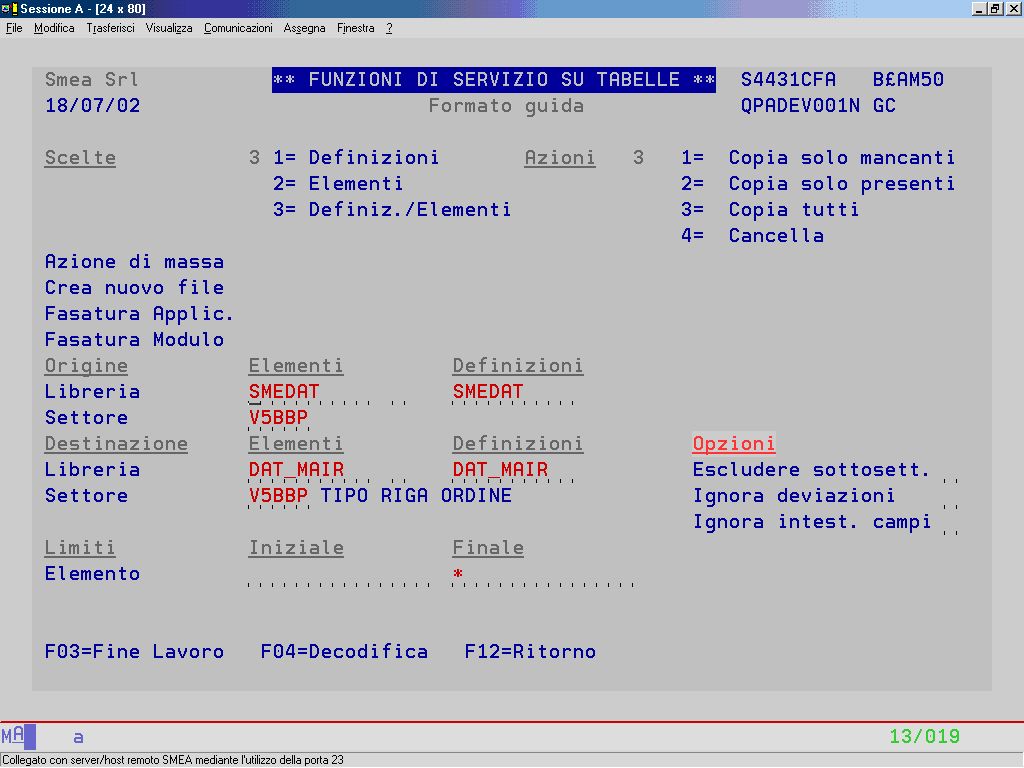 Sessione A - [24 x 80]
File Modifica Trasferisci Visualizza Comunicazioni Assegna Finestra ?
Smea Srl ** FUNZIONI DI SERVIZIO SU TABELLE ** S4431CFA B£AM50
18/07/02 Formato guida QPADEV001N GC
Scelte 3 1= Definizioni Azioni 3 1= Copia solo mancanti
2= Elementi 2= Copia solo presenti
3= Definiz./Elementi 3= Copia tutti
4= Cancella
Azione di massa
Crea nuovo file
Fasatura Applic.
Fasatura Modulo
Origine Elementi Definizioni
Libreria SMEDAT SMEDAT
Settore V5BBP
Destinazione Elementi Definizioni Opzioni
Libreria DAT_MAIR DAT_MAIR Escludere sottosett.
Settore V5BBP TIPO RIGA ORDINE Ignora deviazioni
Ignora intest. campi
Limiti Iniziale Finale
Elemento *
F03=Fine Lavoro F04=Decodifica F12=Ritorno
MA a 13/019
Collegato con server/host remoto SMEA mediante l'utilizzo della porta 23